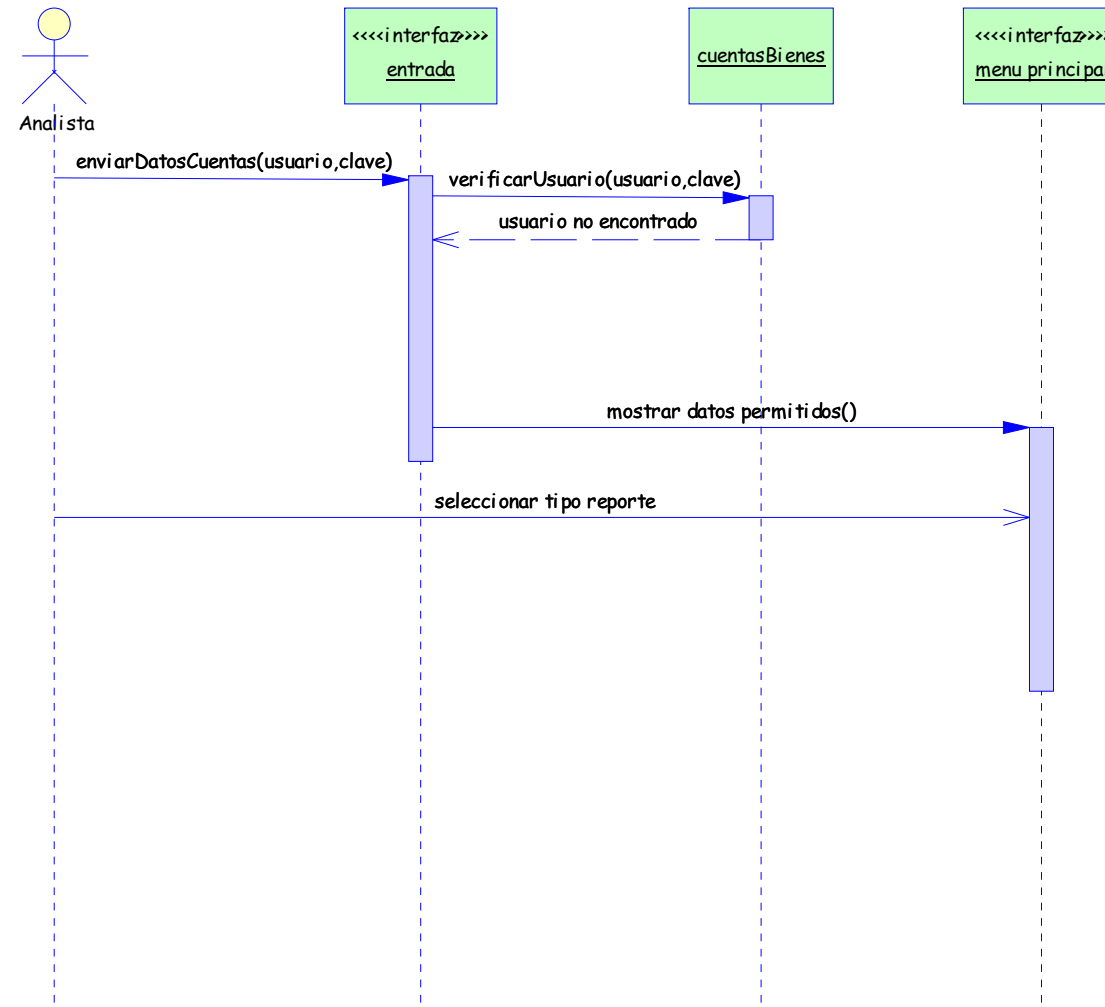 <<<<interfaz>>>>
entrada
cuentasBienes
<<<<interfaz>>>>
menu principa
Analista
enviarDatosCuentas(usuario,clave)
verificarUsuario(usuario,clave)
usuario no encontrado
mostrar datos permitidos()
seleccionar tipo reporte